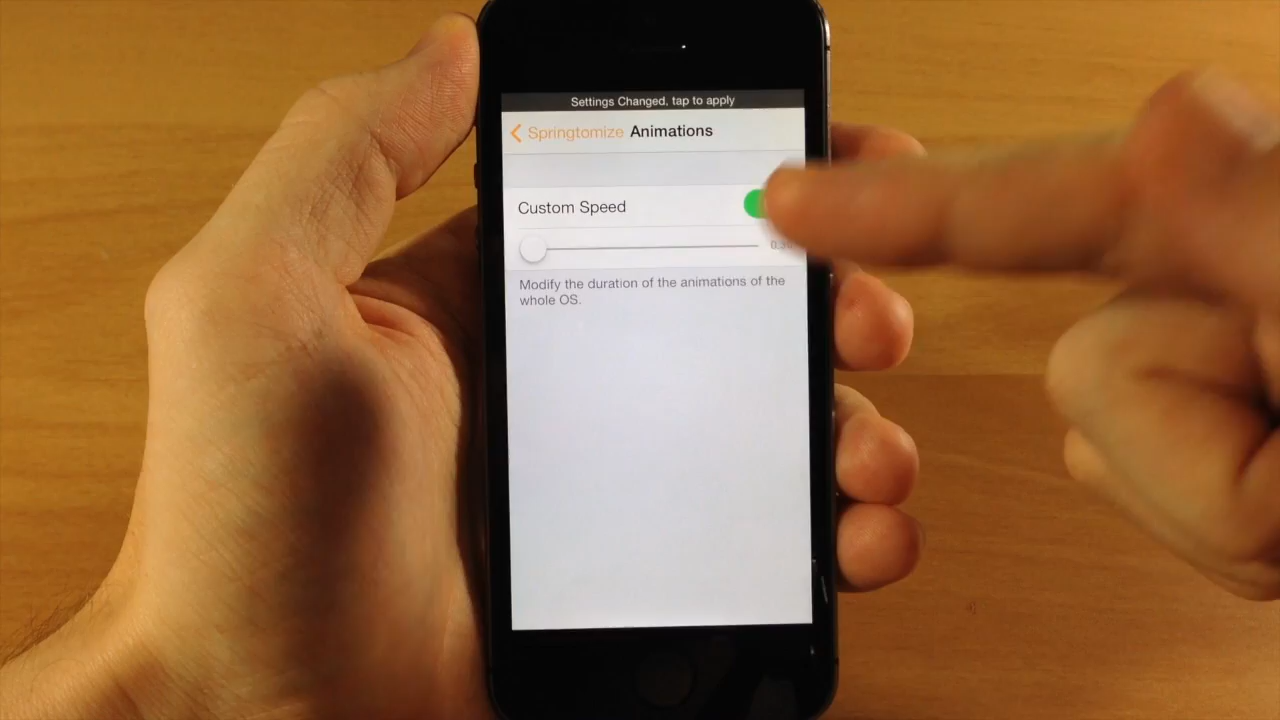 Settings Changed, tap to apply
Springtomize Animations
Custom Speed
Modify the duration of the animations of the
whole OS.